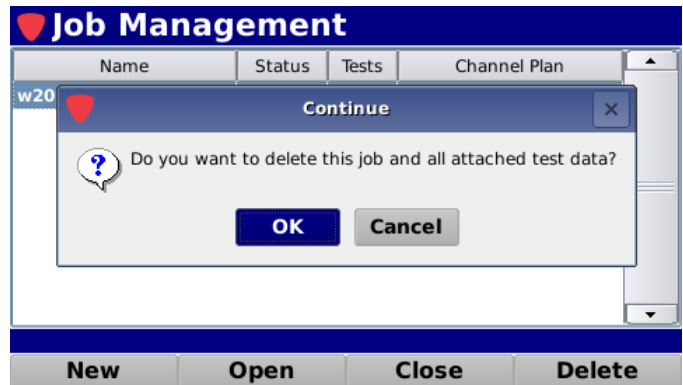 Job Management
Name Status Tests Channel Plan
w20
Continue
Do you want to delete this job and all attached test data?
OK Cancel
New Open Close Delete